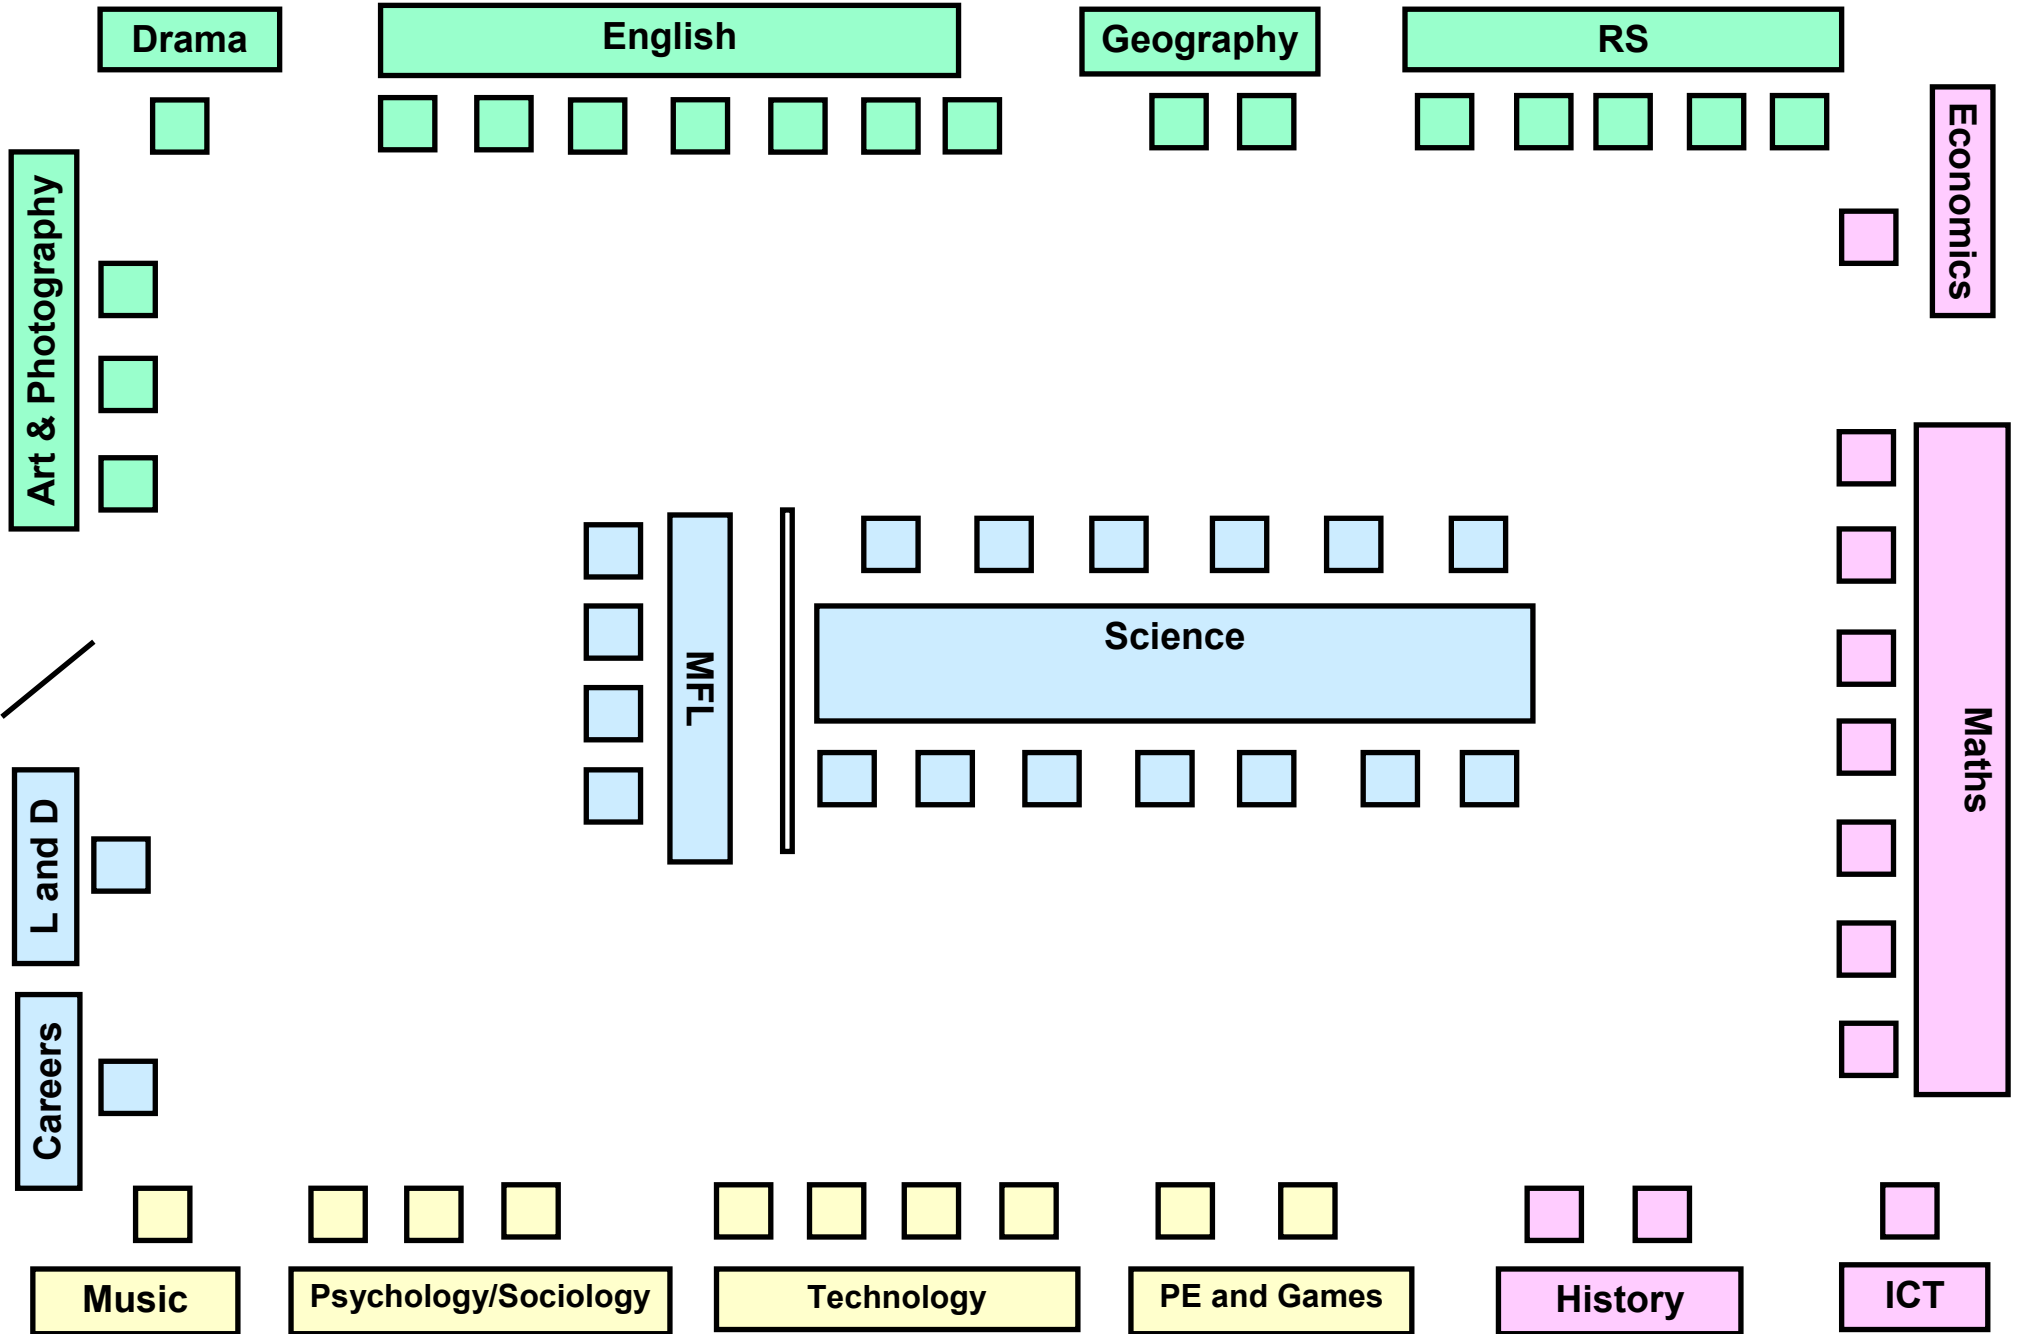 Drama
English
Geography
RS
Economics
Art & Photography
MFL
Science
Maths
L and D
Careers
Music
Psychology/Sociology
Technology
PE and Games
History
ICT